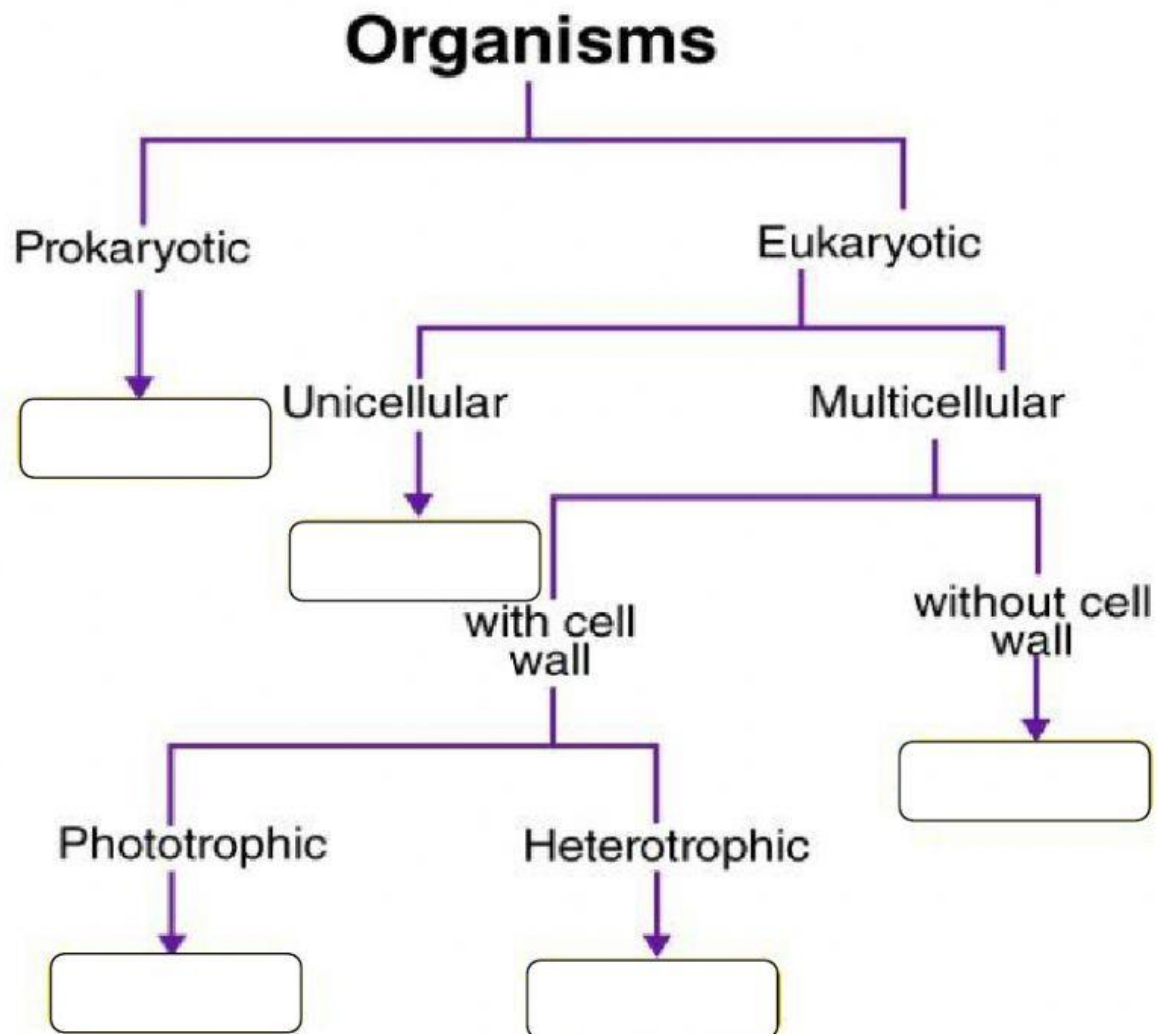 Organisms
Prokaryotic
Eukaryotic
Unicellular
Multicellular
with cell
wall
without cell
wall
Phototrophic
Heterotrophic